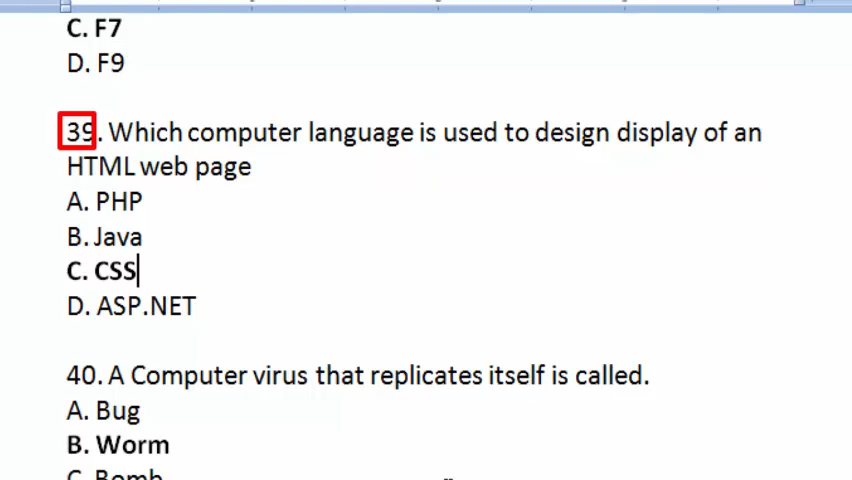 C. F7
D. F9
39. Which computer language is used to design display of an
HTML web page
A. PHP
B. Java
C. CSS
D. ASP.NET
40. A Computer virus that replicates itself is called.
A. Bug
B. Worm
C. Bomb